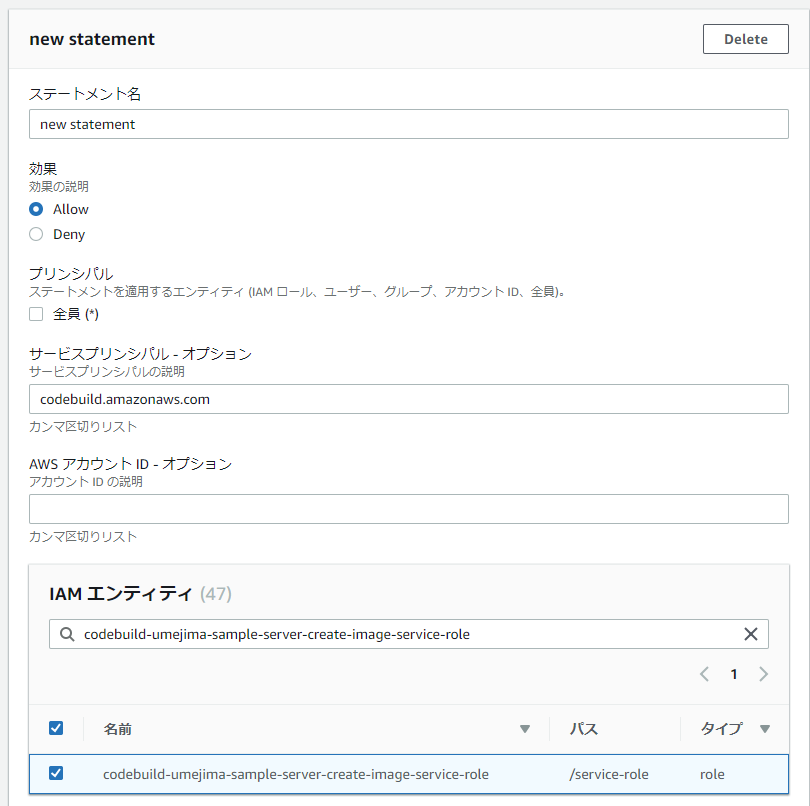 new statement
Delete
ステートメント名
new statement
効果
効果の説明
Allow
Deny
プリンシパル
ステートメントを適用するエンティティ (IAM ロール、ユーザー、グループ、アカウント ID、全員)。
全員 (*)
サービスプリンシパル - オプション
サービスプリンシパルの説明
codebuild.amazonaws.com
カンマ区切りリスト
AWS アカウント ID - オプション
アカウント ID の説明
カンマ区切りリスト
IAM エンティティ (47)
codebuild-umejima-sample-server-create-image-service-role
1
名前 パス タイプ
codebuild-umejima-sample-server-create-image-service-role /service-role role